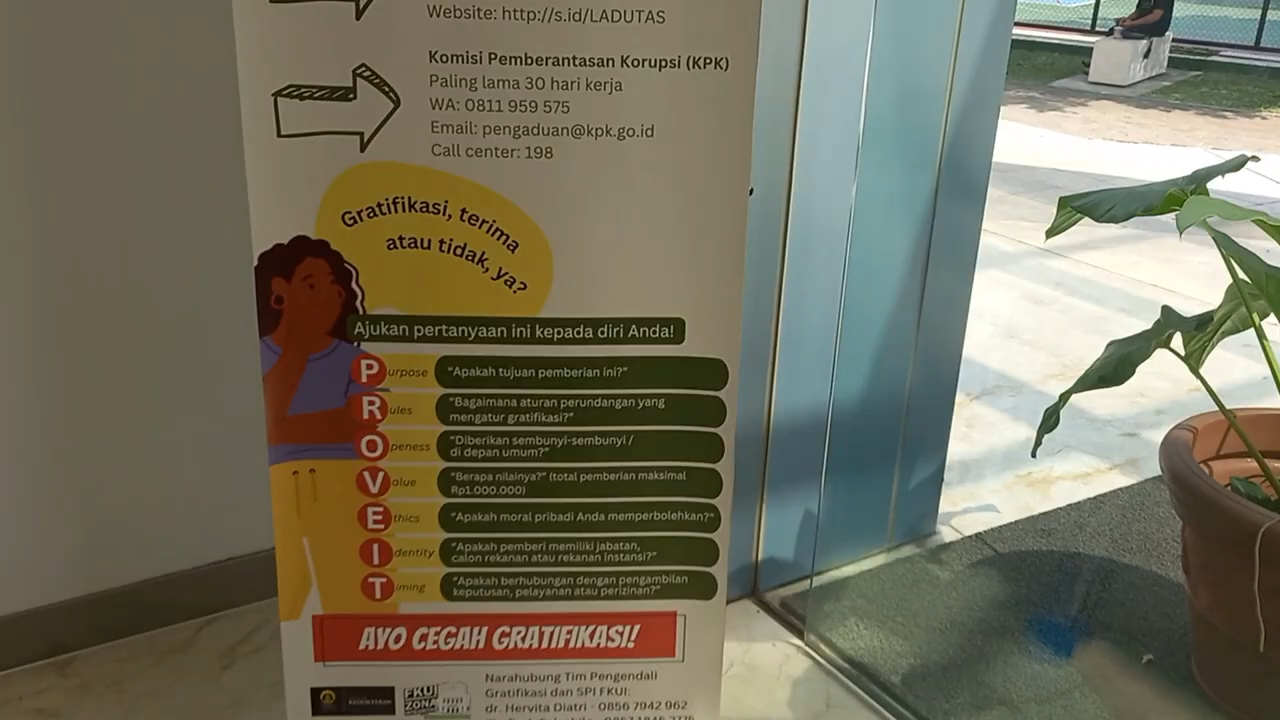 Website: http://s.id/LADUTAS
Komisi Pemberantasan Korupsi (KPK)
Paling lama 30 hari kerja
WA: 0811 959 575
Email: pengaduan@kpk.go.id
Call center: 198
Gratifikasi, terima
atau tidak, ya?
Ajukan pertanyaan ini kepada diri Anda!
Purpose
"Apakah tujuan pemberian ini?"
Rules
"Bagaimana aturan perundangan yang
mengatur gratifikasi?"
Openess
"Diberikan sembunyi-sembunyi /
di depan umum?"
Value
"Berapa nilainya?" (total pemberian maksimal
Rp1.000.000)
Ethics
"Apakah moral pribadi Anda memperbolehkan?"
Identity
"Apakah pemberi memiliki jabatan,
calon rekanan atau rekanan instansi?"
Timing
"Apakah berhubungan dengan pengambilan
keputusan, pelayanan atau perizinan?"
AYO CEGAH GRATIFIKASI!
FKUI
ZONA
Narahubung Tim Pengendali
Gratifikasi dan SPI FKUI:
dr. Hervita Diatri - 0856 7942 962